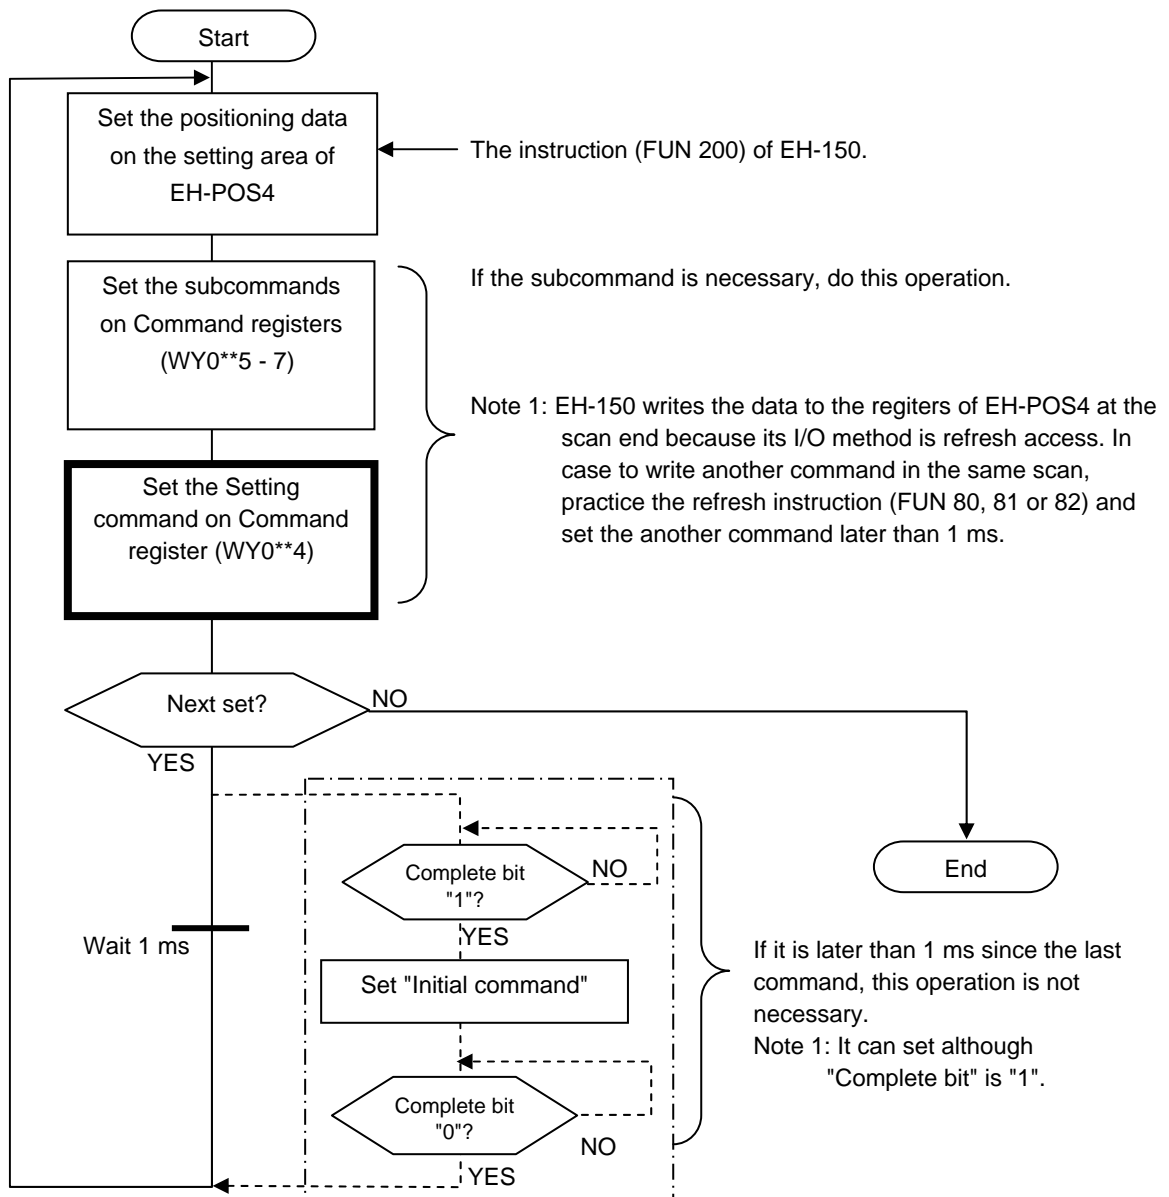 Start
Set the positioning data
on the setting area of
EH-POS4
The instruction (FUN 200) of EH-150.
Set the subcommands
on Command registers
(WY0**5 - 7)
If the subcommand is necessary, do this operation.
Note 1: EH-150 writes the data to the regiters of EH-POS4 at the
scan end because its I/O method is refresh access. In
case to write another command in the same scan,
practice the refresh instruction (FUN 80, 81 or 82) and
set the another command later than 1 ms.
Set the Setting
command on Command
register (WY0**4)
Next set?
NO
YES
Complete bit
"1"?
NO
YES
End
Wait 1 ms
Set "Initial command"
If it is later than 1 ms since the last
command, this operation is not
necessary.
Note 1: It can set although
"Complete bit" is "1".
Complete bit
"0"?
NO
YES